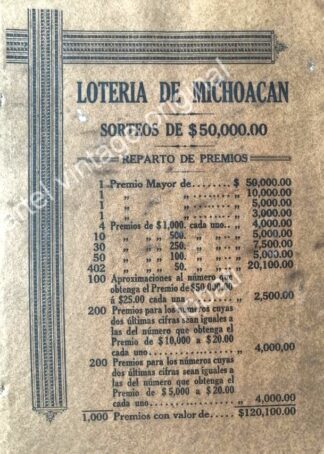 LOTERIA DE MICHOACAN
SORTEOS DE $50,000.00
REPARTO DE PREMIOS
1 Premio Mayor de........ $ 50,000.00
1 „ „ ........ „ 10,000.00
1 „ „ ........ „ 5,000.00
1 „ „ ........ „ 3,000.00
4 Premios de $1,000. cada uno.. „ 4,000.00
10 „ „ 500. „ „ .. „ 5,000.00
30 „ „ 250. „ „ .. „ 7,500.00
50 „ „ 100. „ „ .. „ 5,000.00
402 „ „ 50. „ „ .. „ 20,100.00
100 Aproximaciones al número que
obtenga el Premio de $50,000.00
á $25.00 cada uno........ „ 2,500.00
200 Premios para los números cuyas
dos últimas cifras sean iguales a
las del número que obtenga el
Premio de $10,000 a $20.00
cada uno................ „ 4,000,00
200 Premios para los números cuyas
dos últimas cifras sean iguales a
las del número que obtenga el
Premio de $5,000 a $20.00
cada uno................ „ 4,000.00
1,000 Premios con valor de..... $120,100.00
mel vintage original